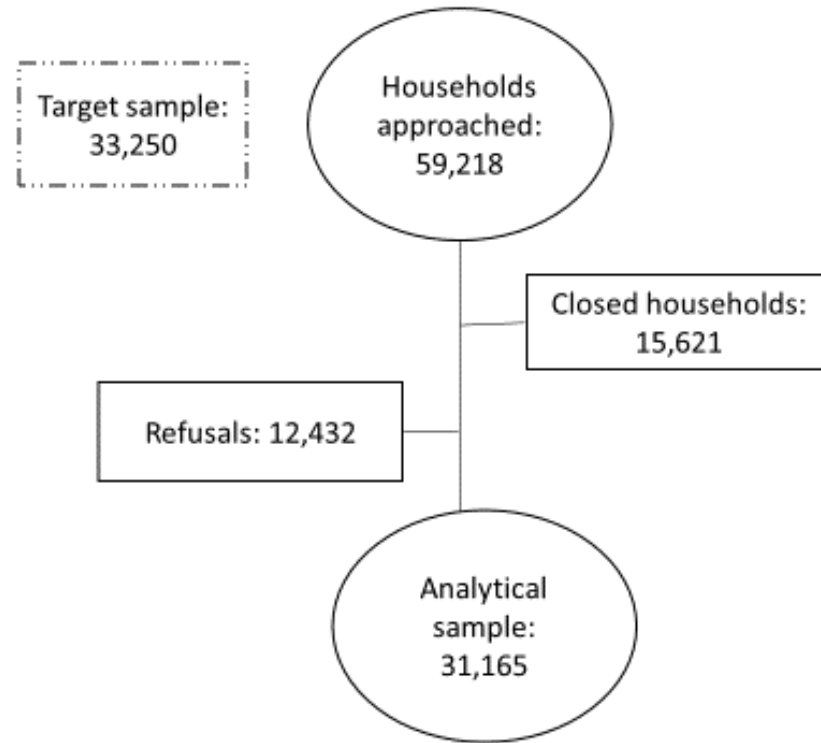 Target sample:
33,250
Households
approached:
59,218
Closed households:
15,621
Refusals: 12,432
Analytical
sample:
31,165